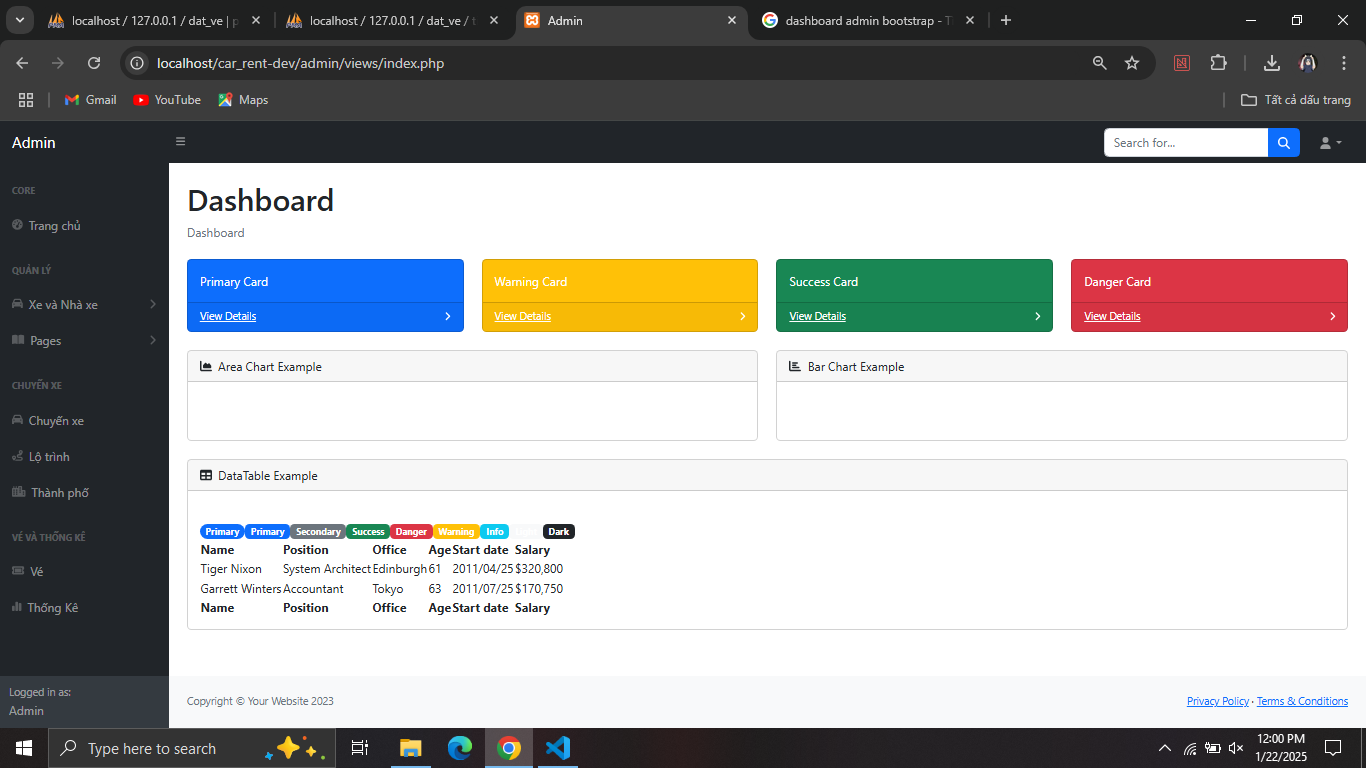 localhost / 127.0.0.1 / dat_ve | p
localhost / 127.0.0.1 / dat_ve / t
Admin
dashboard admin bootstrap - T
localhost/car_rent-dev/admin/views/index.php
Gmail
YouTube
Maps
Tất cả dấu trang
Admin
Search for...
CORE
Trang chủ
QUẢN LÝ
Xe và Nhà xe
Pages
CHUYẾN XE
Chuyến xe
Lộ trình
Thành phố
VÉ VÀ THỐNG KÊ
Vé
Thống Kê
Logged in as:
Admin
Dashboard
Dashboard
Primary Card
View Details
Warning Card
View Details
Success Card
View Details
Danger Card
View Details
Area Chart Example
Bar Chart Example
DataTable Example
Primary Primary Secondary Success Danger Warning Info Dark
Name Position Office Age Start date Salary
Tiger Nixon System Architect Edinburgh 61 2011/04/25 $320,800
Garrett Winters Accountant Tokyo 63 2011/07/25 $170,750
Name Position Office Age Start date Salary
Copyright © Your Website 2023
Privacy Policy · Terms & Conditions
Type here to search
12:00 PM
1/22/2025